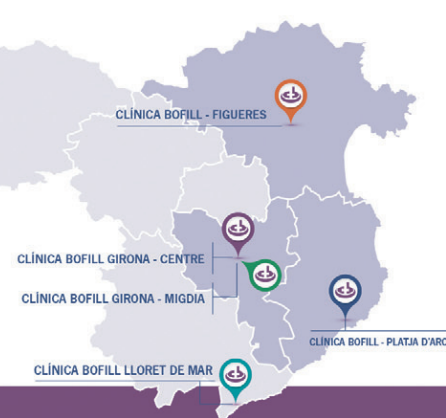 CLÍNICA BOFILL - FIGUERES
CLÍNICA BOFILL GIRONA - CENTRE
CLÍNICA BOFILL GIRONA - MIGDIA
CLÍNICA BOFILL - PLATJA D'ARO
CLÍNICA BOFILL LLORET DE MAR